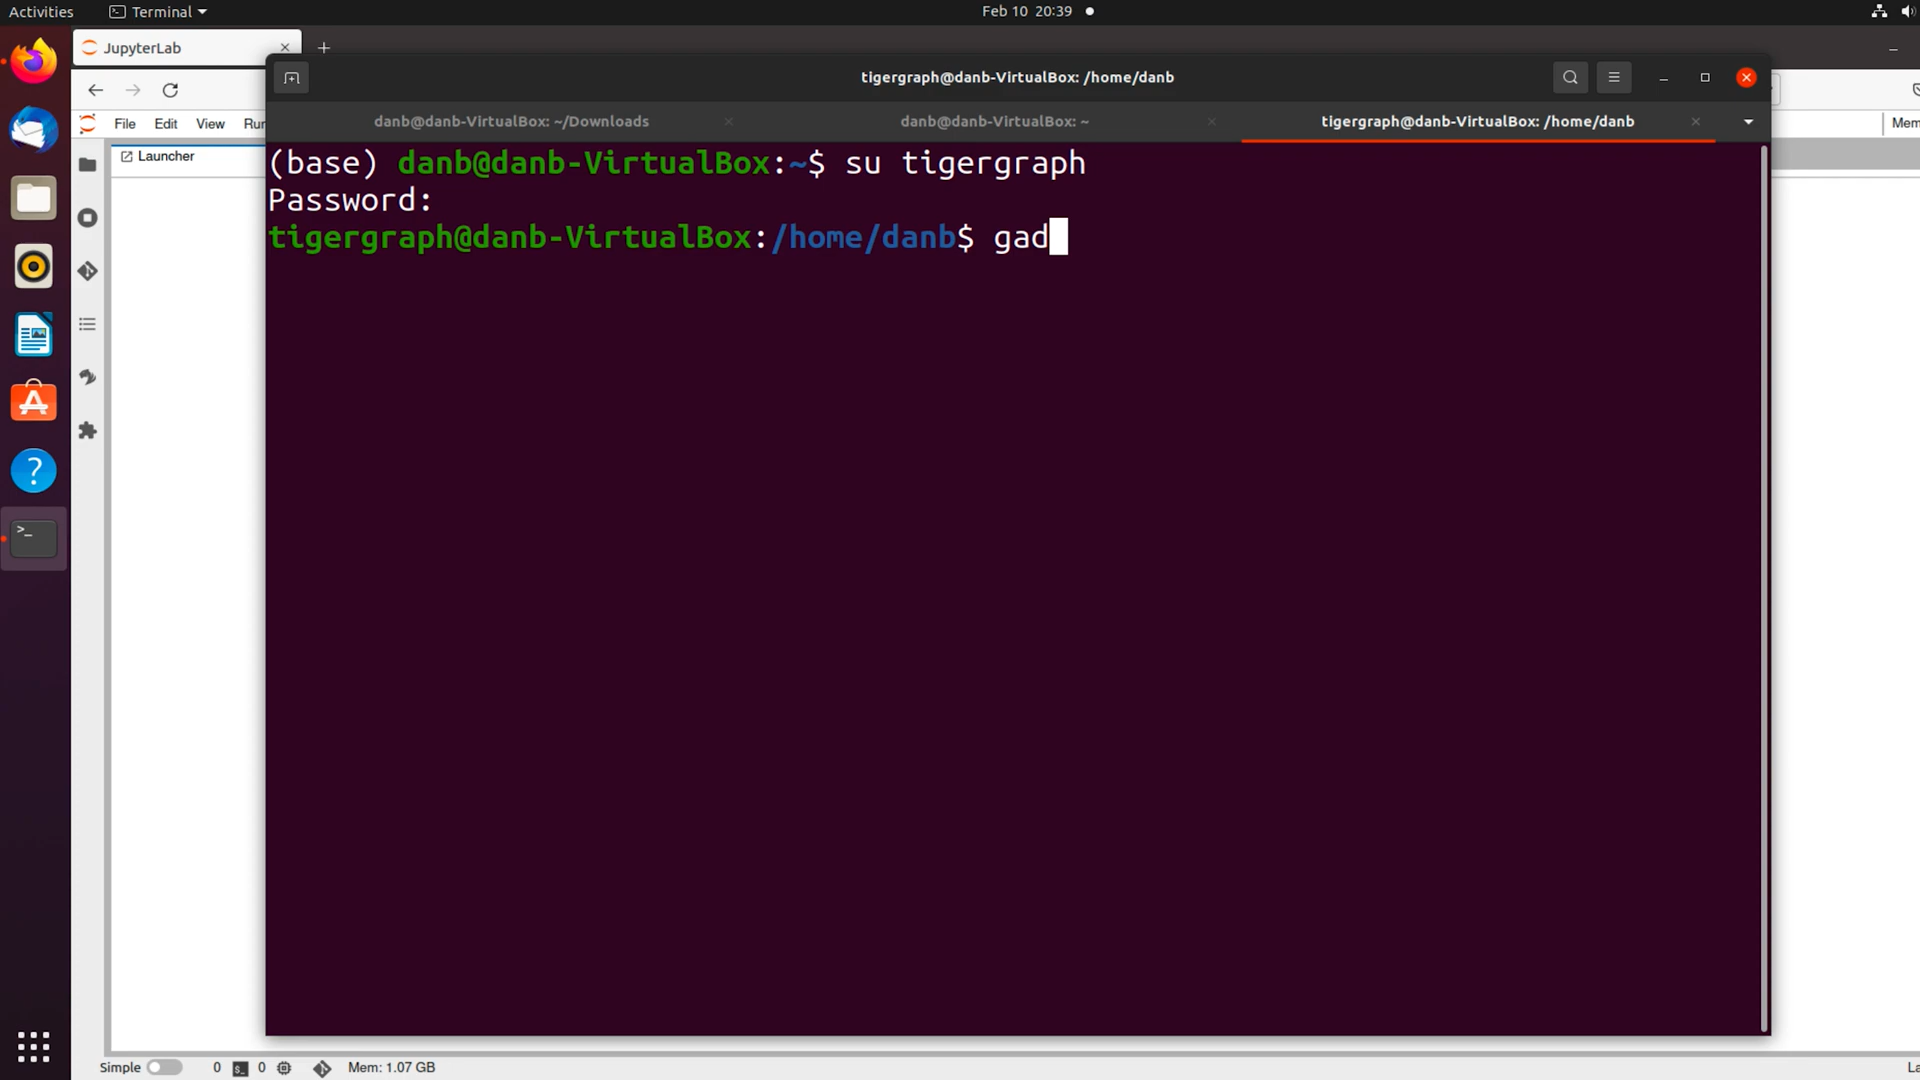 Activities Terminal Feb 10 20:39
JupyterLab
tigergraph@danb-VirtualBox: /home/danb
File Edit View Run
danb@danb-VirtualBox: ~/Downloads danb@danb-VirtualBox: ~ tigergraph@danb-VirtualBox: /home/danb
Launcher
(base) danb@danb-VirtualBox:~$ su tigergraph
Password:
tigergraph@danb-VirtualBox:/home/danb$ gad
Mem
Simple 0 0 Mem: 1.07 GB